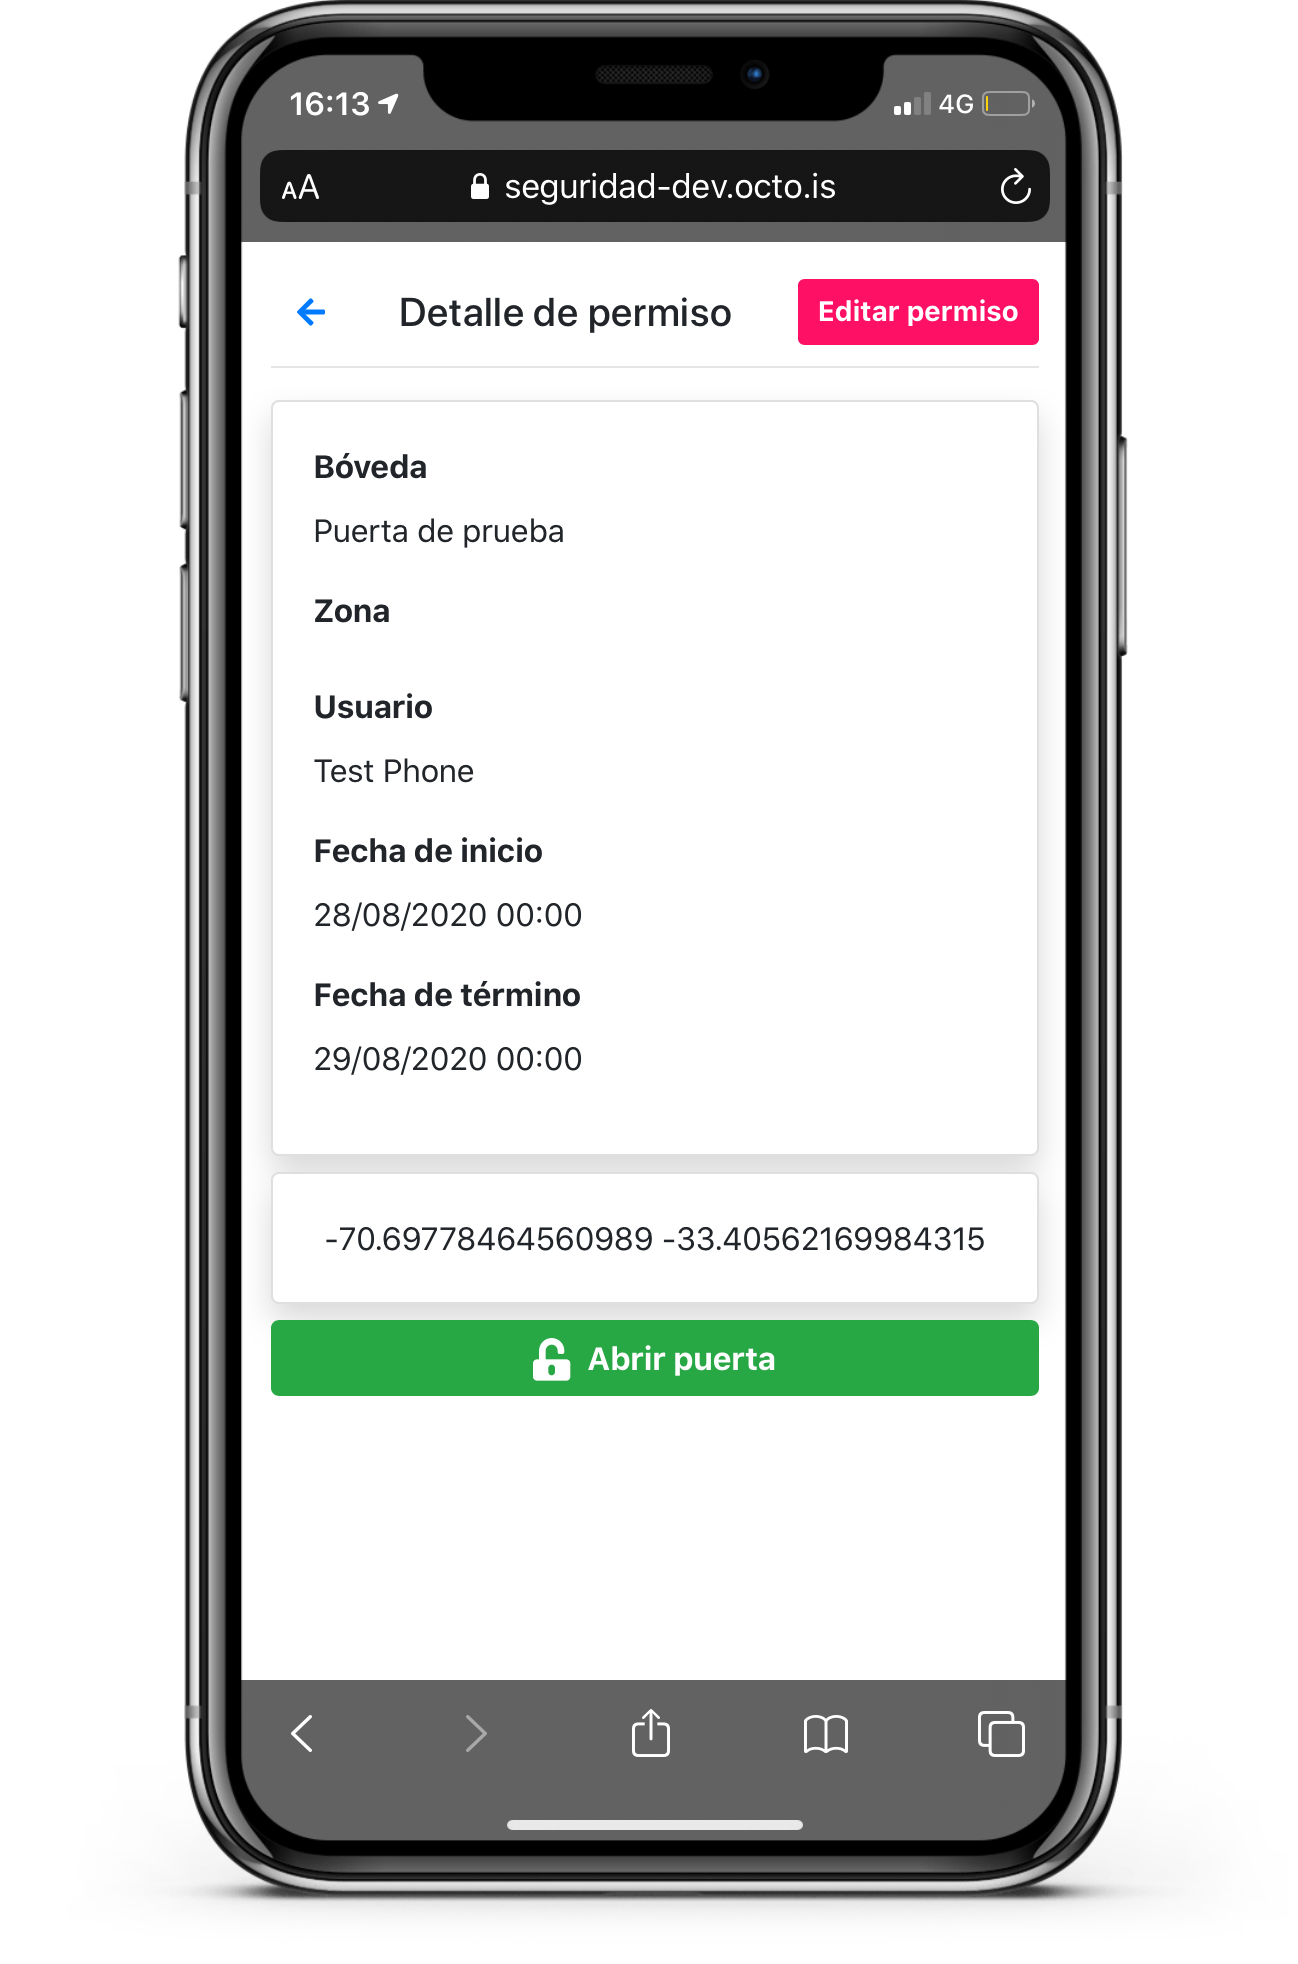 16:13 4G
AA seguridad-dev.octo.is
Detalle de permiso Editar permiso
Bóveda
Puerta de prueba
Zona
Usuario
Test Phone
Fecha de inicio
28/08/2020 00:00
Fecha de término
29/08/2020 00:00
-70.69778464560989 -33.40562169984315
Abrir puerta